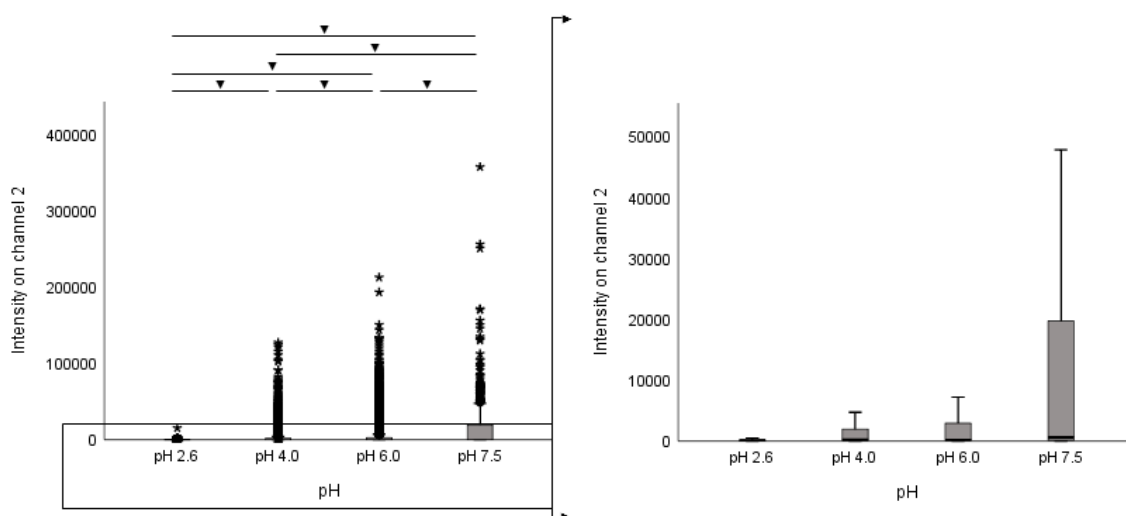 Intensity on channel 2
400000
300000
200000
100000
0
pH 2.6 pH 4.0 pH 6.0 pH 7.5
pH
Intensity on channel 2
50000
40000
30000
20000
10000
0
pH 2.6 pH 4.0 pH 6.0 pH 7.5
pH